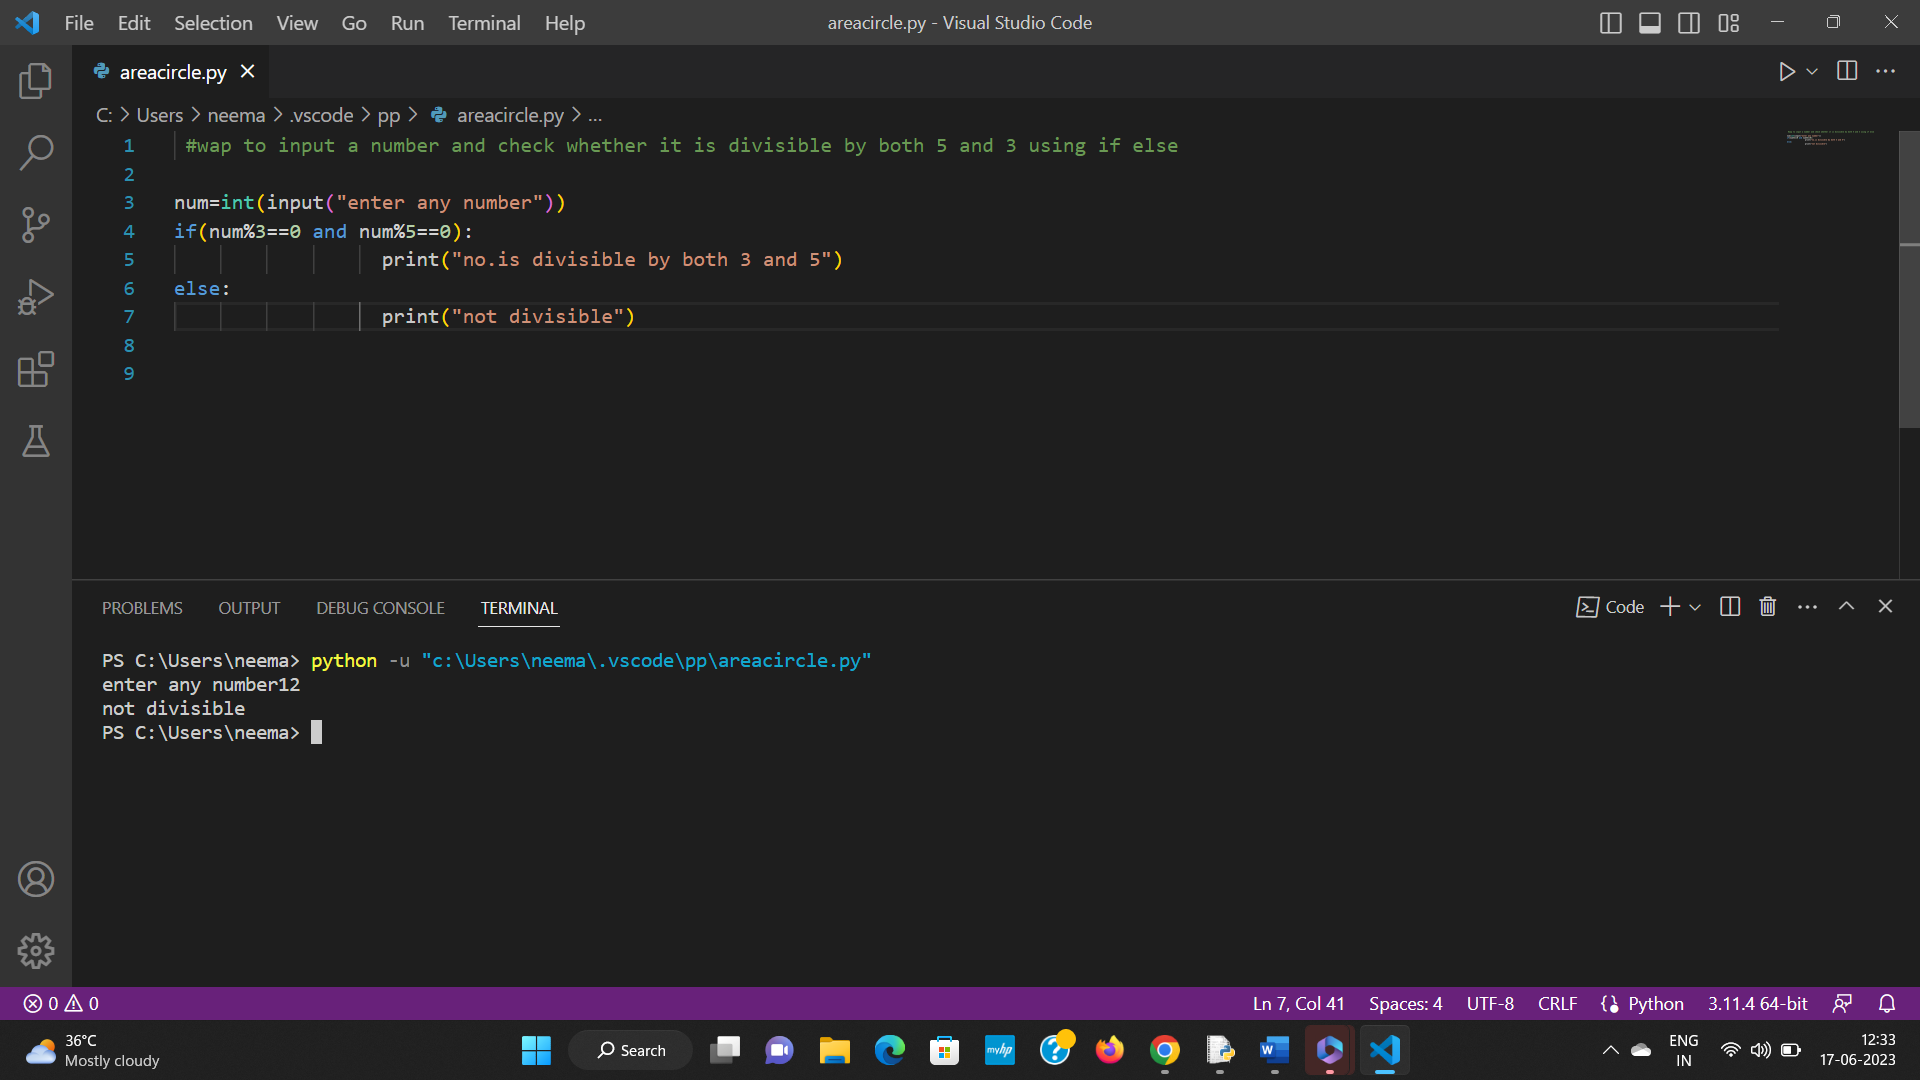 File Edit Selection View Go Run Terminal Help areacircle.py - Visual Studio Code
areacircle.py
C: > Users > neema > .vscode > pp > areacircle.py > ...
1 #wap to input a number and check whether it is divisible by both 5 and 3 using if else
2
3 num=int(input("enter any number"))
4 if(num%3==0 and num%5==0):
5 print("no.is divisible by both 3 and 5")
6 else:
7 print("not divisible")
8
9
PROBLEMS OUTPUT DEBUG CONSOLE TERMINAL Code
PS C:\Users\neema> python -u "c:\Users\neema\.vscode\pp\areacircle.py"
enter any number12
not divisible
PS C:\Users\neema>
0 0 Ln 7, Col 41 Spaces: 4 UTF-8 CRLF Python 3.11.4 64-bit
36°C
Mostly cloudy
Search
myhp
ENG
IN
12:33
17-06-2023